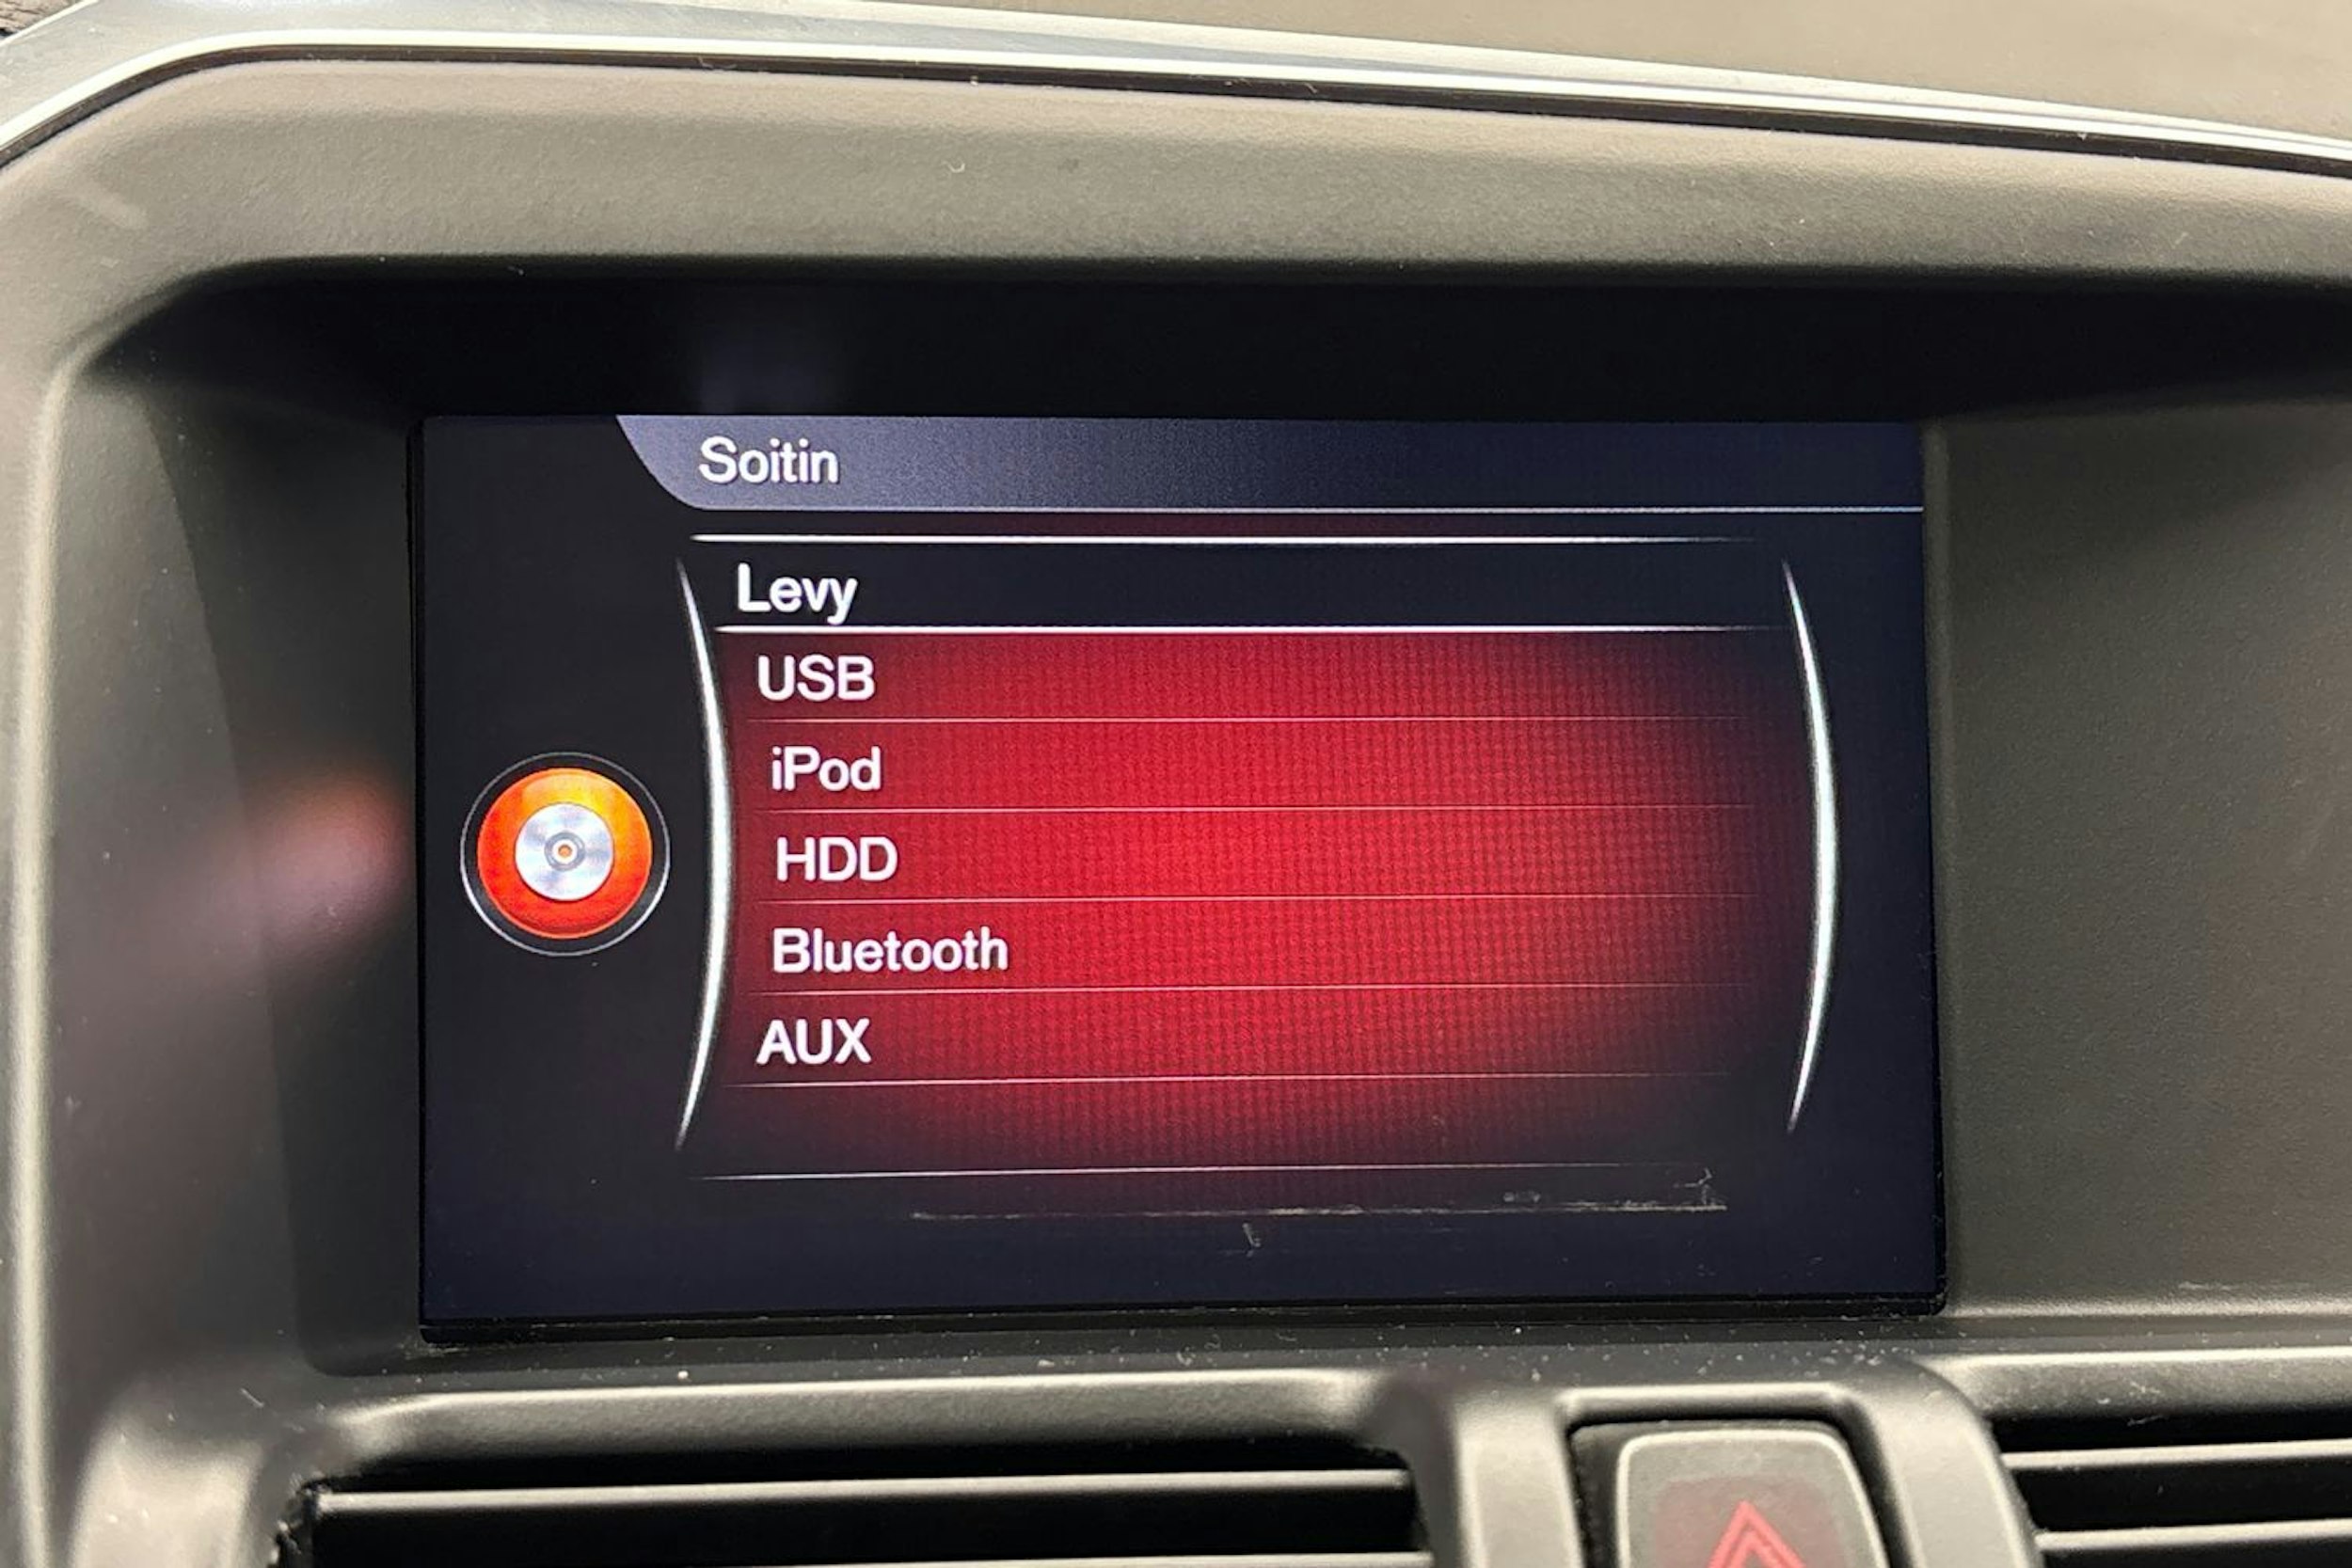 Soitin
Levy
USB
iPod
HDD
Bluetooth
AUX